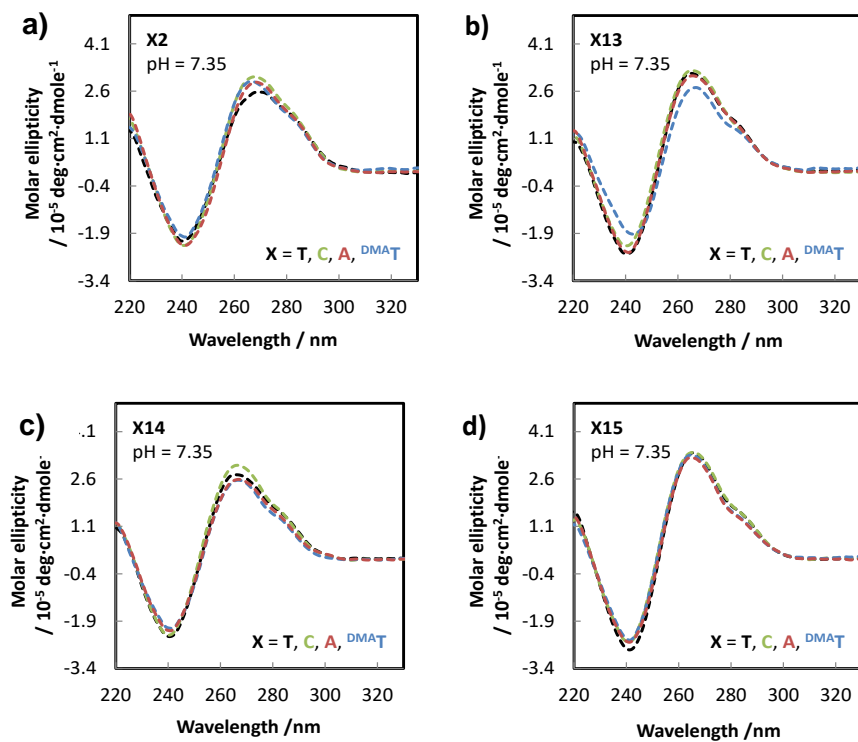 a)
X2
pH = 7.35
4.1
2.6
1.1
-0.4
-1.9
-3.4
Molar ellipticity
/ 10⁻⁵ deg·cm²·dmole⁻¹
X = T, C, A, ᴰᴹᴬT
220 240 260 280 300 320
Wavelength / nm
b)
X13
pH = 7.35
4.1
2.6
1.1
-0.4
-1.9
-3.4
Molar ellipticity
/ 10⁻⁵ deg·cm²·dmole⁻¹
X = T, C, A, ᴰᴹᴬT
220 240 260 280 300 320
Wavelength / nm
c)
X14
pH = 7.35
.1
2.6
1.1
-0.4
-1.9
-3.4
Molar ellipticity
/ 10⁻⁵ deg·cm²·dmole⁻
X = T, C, A, ᴰᴹᴬT
220 240 260 280 300 320
Wavelength /nm
d)
X15
pH = 7.35
4.1
2.6
1.1
-0.4
-1.9
-3.4
Molar ellipticity
/ 10⁻⁵ deg·cm²·dmole⁻
X = T, C, A, ᴰᴹᴬT
220 240 260 280 300 320
Wavelength / nm